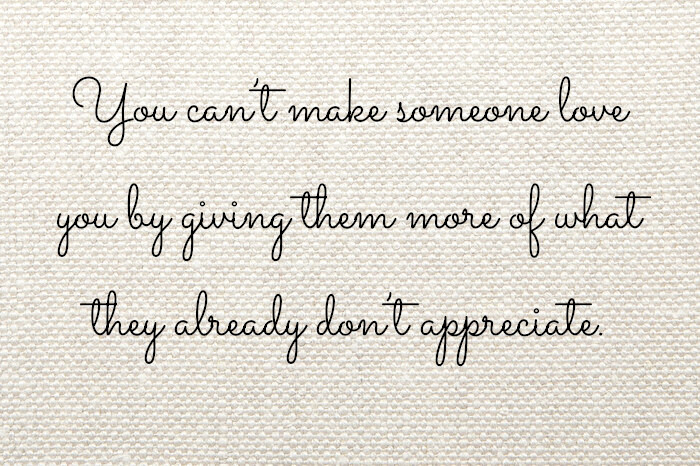 You can't make someone love
you by giving them more of what
they already don't appreciate.